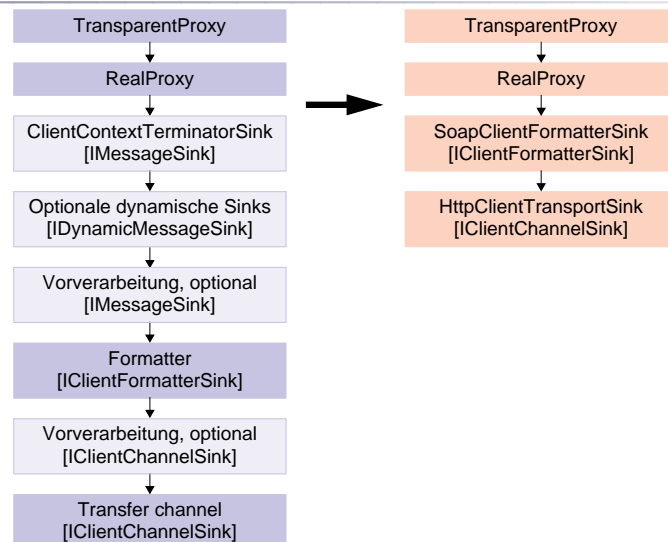 TransparentProxy
RealProxy
ClientContextTerminatorSink
[IMessageSink]
Optionale dynamische Sinks
[IDynamicMessageSink]
Vorverarbeitung, optional
[IMessageSink]
Formatter
[IClientFormatterSink]
Vorverarbeitung, optional
[IClientChannelSink]
Transfer channel
[IClientChannelSink]
TransparentProxy
RealProxy
SoapClientFormatterSink
[IClientFormatterSink]
HttpClientTransportSink
[IClientChannelSink]